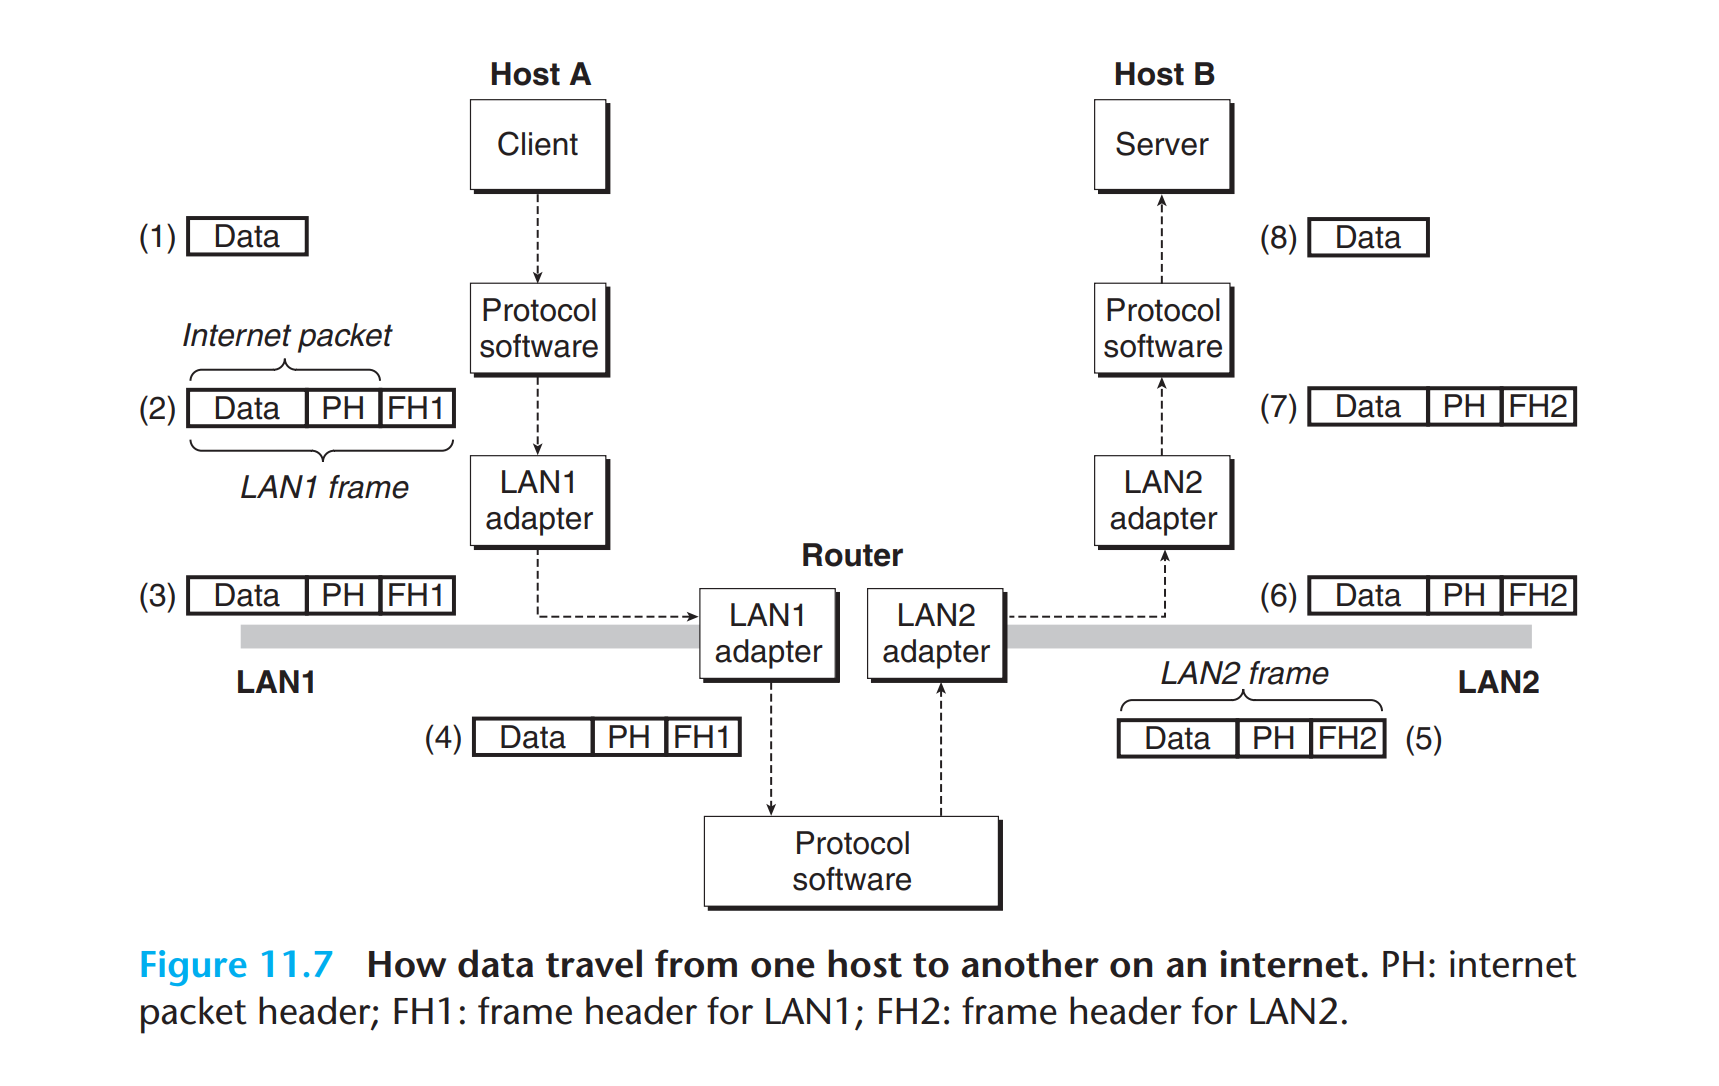 Host A
Host B
Client
Server
(1) Data
(8) Data
Protocol
software
Protocol
software
Internet packet
(2) Data PH FH1
(7) Data PH FH2
LAN1 frame
LAN1
adapter
LAN2
adapter
Router
(3) Data PH FH1
(6) Data PH FH2
LAN1
adapter
LAN2
adapter
LAN1
LAN2 frame
LAN2
(4) Data PH FH1
Data PH FH2 (5)
Protocol
software
Figure 11.7 How data travel from one host to another on an internet. PH: internet
packet header; FH1: frame header for LAN1; FH2: frame header for LAN2.